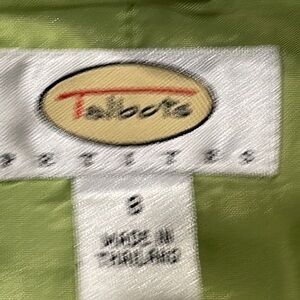 Talbots
PETITES
8
MADE IN
THAILAND